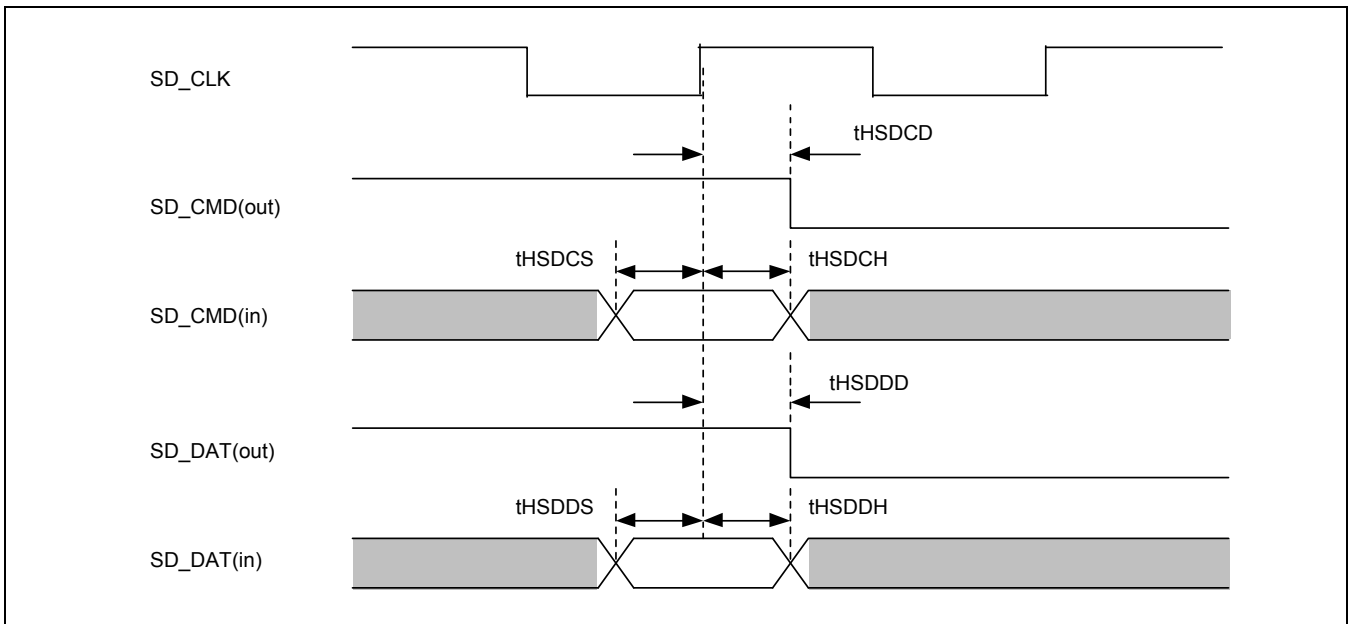 SD_CLK
tHSDCD
SD_CMD(out)
tHSDCS
tHSDCH
SD_CMD(in)
tHSDDD
SD_DAT(out)
tHSDDS
tHSDDH
SD_DAT(in)